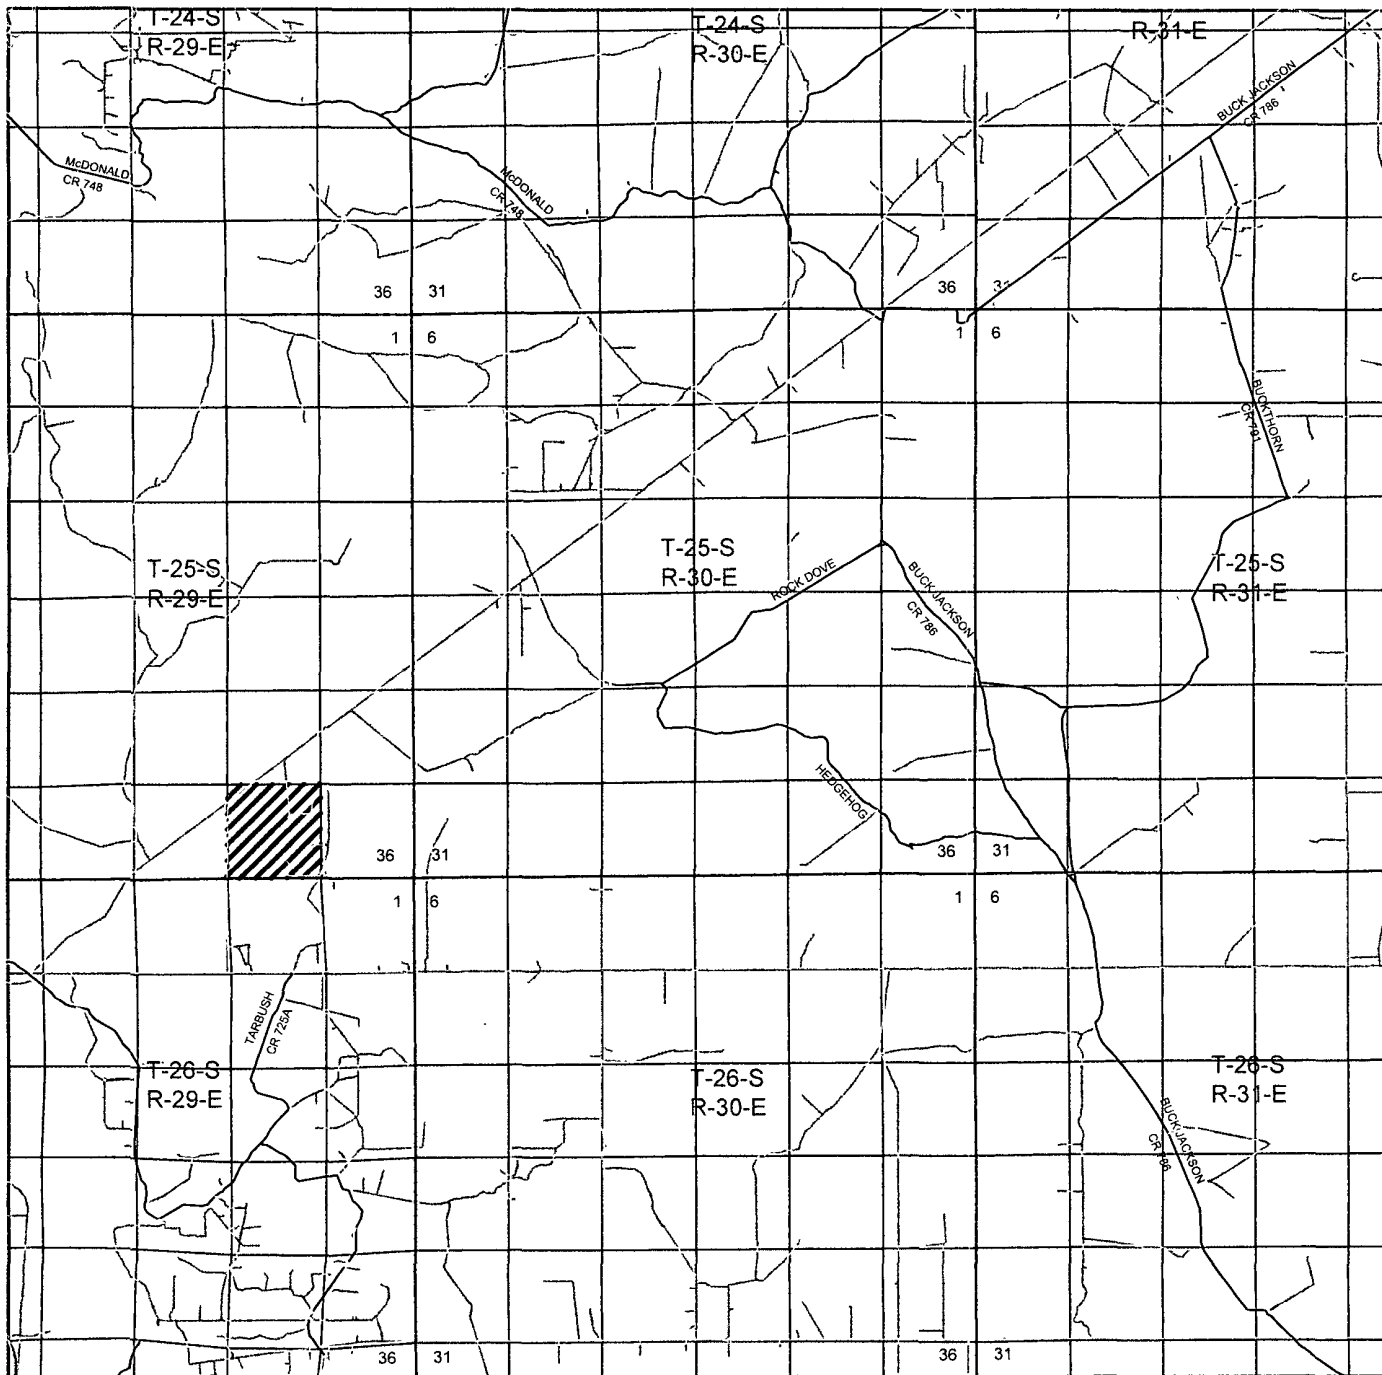 T-24-S
R-29-E
T-24-S
R-30-E
R-31-E
BUCK JACKSON
CR 786
McDONALD
CR 748
McDONALD
CR 748
36 31
1 6
36
1 6
BUCKTHORN
CR 791
T-25-S
R-29-E
T-25-S
R-30-E
ROCK DOVE
BUCK JACKSON
CR 786
T-25-S
R-31-E
HEDGEHOG
36 31
1 6
36 31
1 6
TARBUSH
CR 725A
T-26-S
R-29-E
T-26-S
R-30-E
T-26-S
R-31-E
BUCK JACKSON
CR 786
36 31
36 31